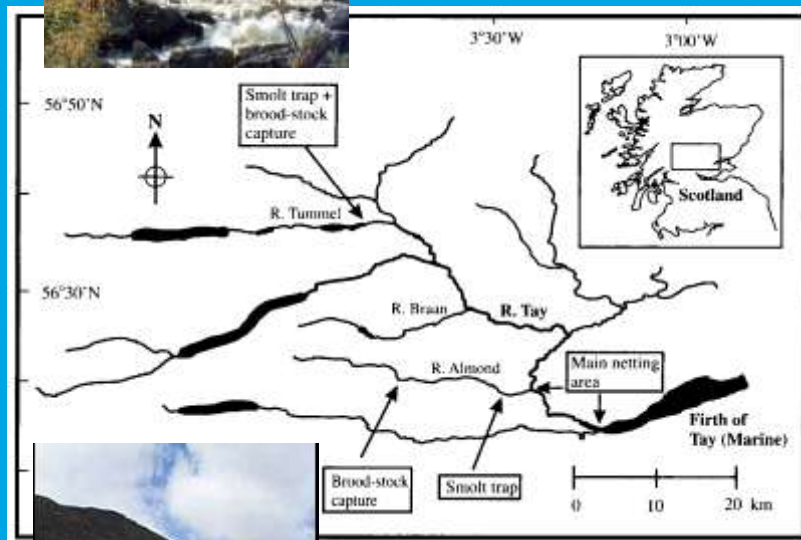 3°30'W
3°00'W
56°50'N
Smolt trap +
brood-stock
capture
N
R. Tummel
Scotland
56°30'N
R. Braan
R. Tay
R. Almond
Main netting
area
Firth of
Tay (Marine)
Brood-stock
capture
Smolt trap
0 10 20 km